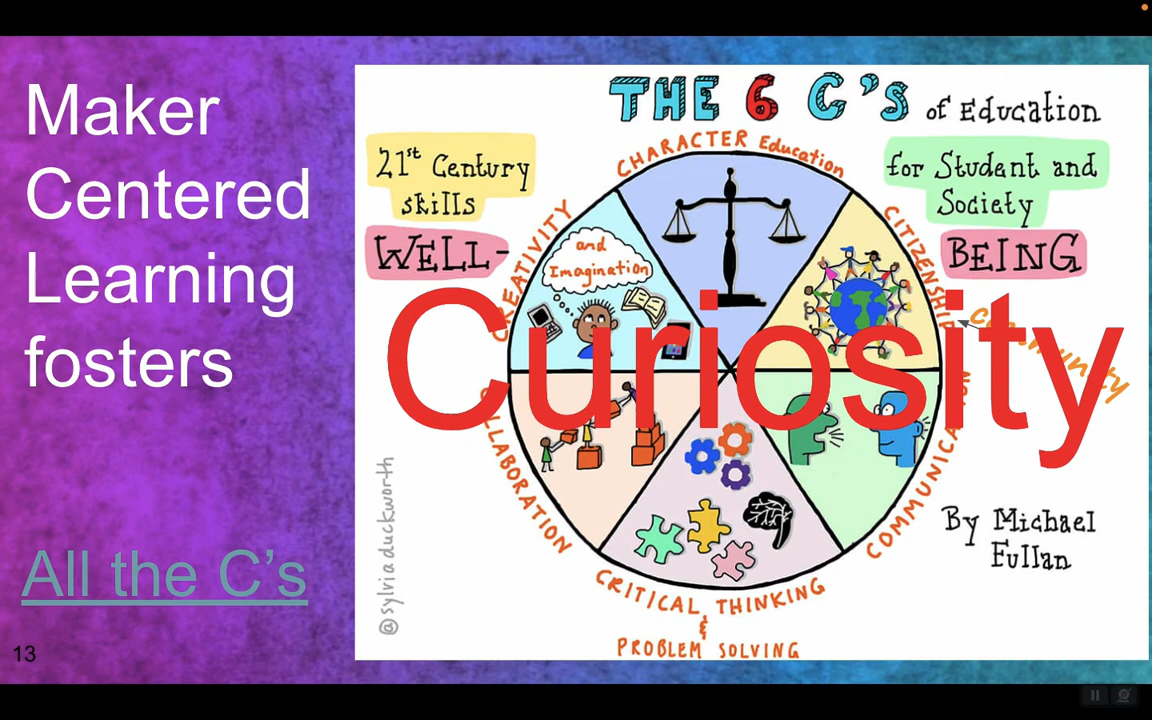 Maker
Centered
Learning
fosters
All the C's
13
THE 6 C'S of Education
21st Century
skills
WELL-
for Student and
Society
BEING
CHARACTER Education
CREATIVITY
and
Imagination
CITIZENSHIP
community
Curiosity
COLLABORATION
COMMUNICATION
CRITICAL THINKING
&
PROBLEM SOLVING
By Michael
Fullan
@sylviaduckworth